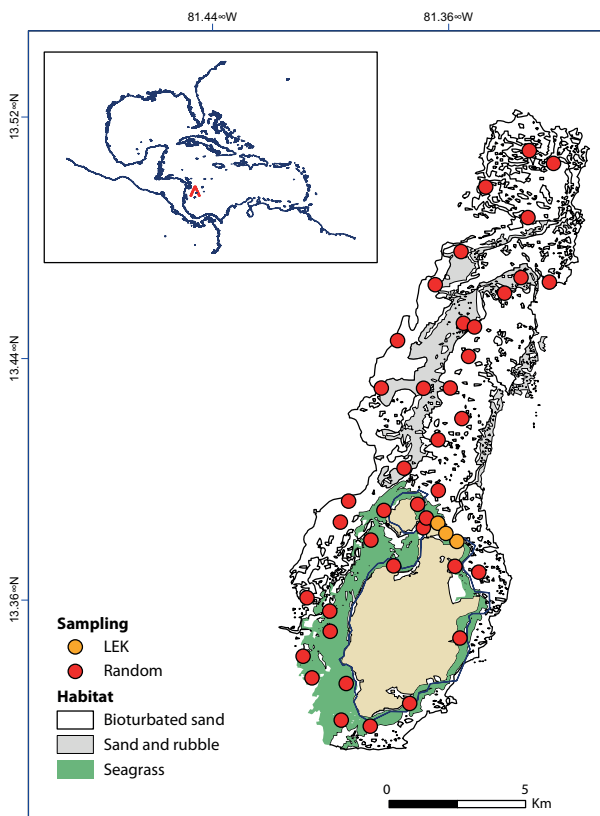 81.44∞W
81.36∞W
13.52∞N
13.44∞N
13.36∞N
Sampling
LEK
Random
Habitat
Bioturbated sand
Sand and rubble
Seagrass
0 5
Km